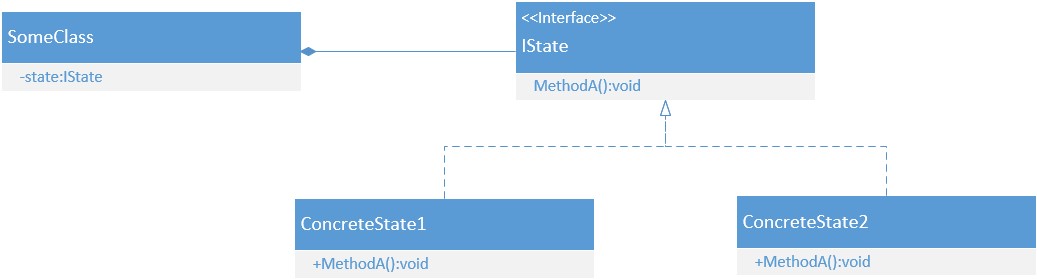 SomeClass
-state:IState
<<Interface>>
IState
MethodA():void
ConcreteState1
+MethodA():void
ConcreteState2
+MethodA():void